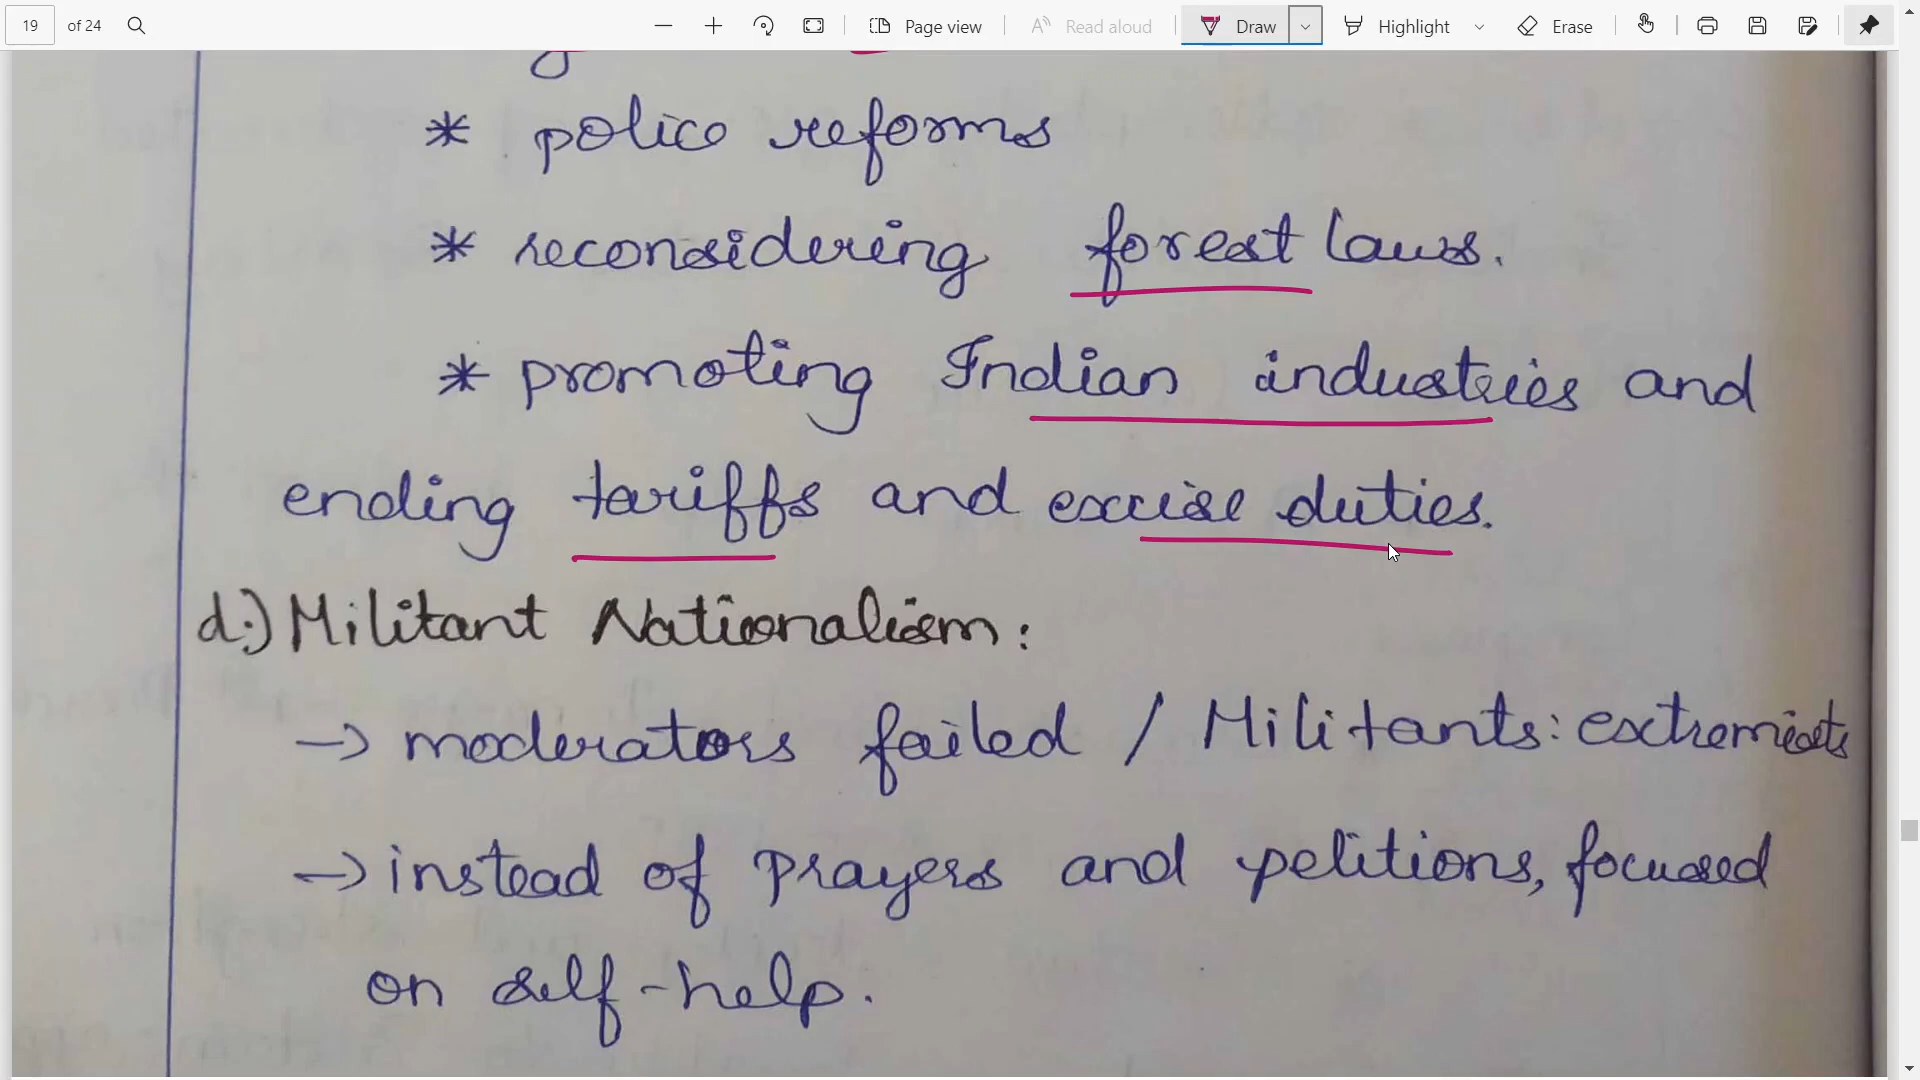 19 of 24 Page view Read aloud Draw Highlight Erase
* police reforms
* reconsidering forest laws.
* promoting Indian industries and
ending tariffs and excise duties.
d.) Militant Nationalism:
→ moderators failed / Militants: extremists
→ instead of prayers and petitions, focused
on self-help.